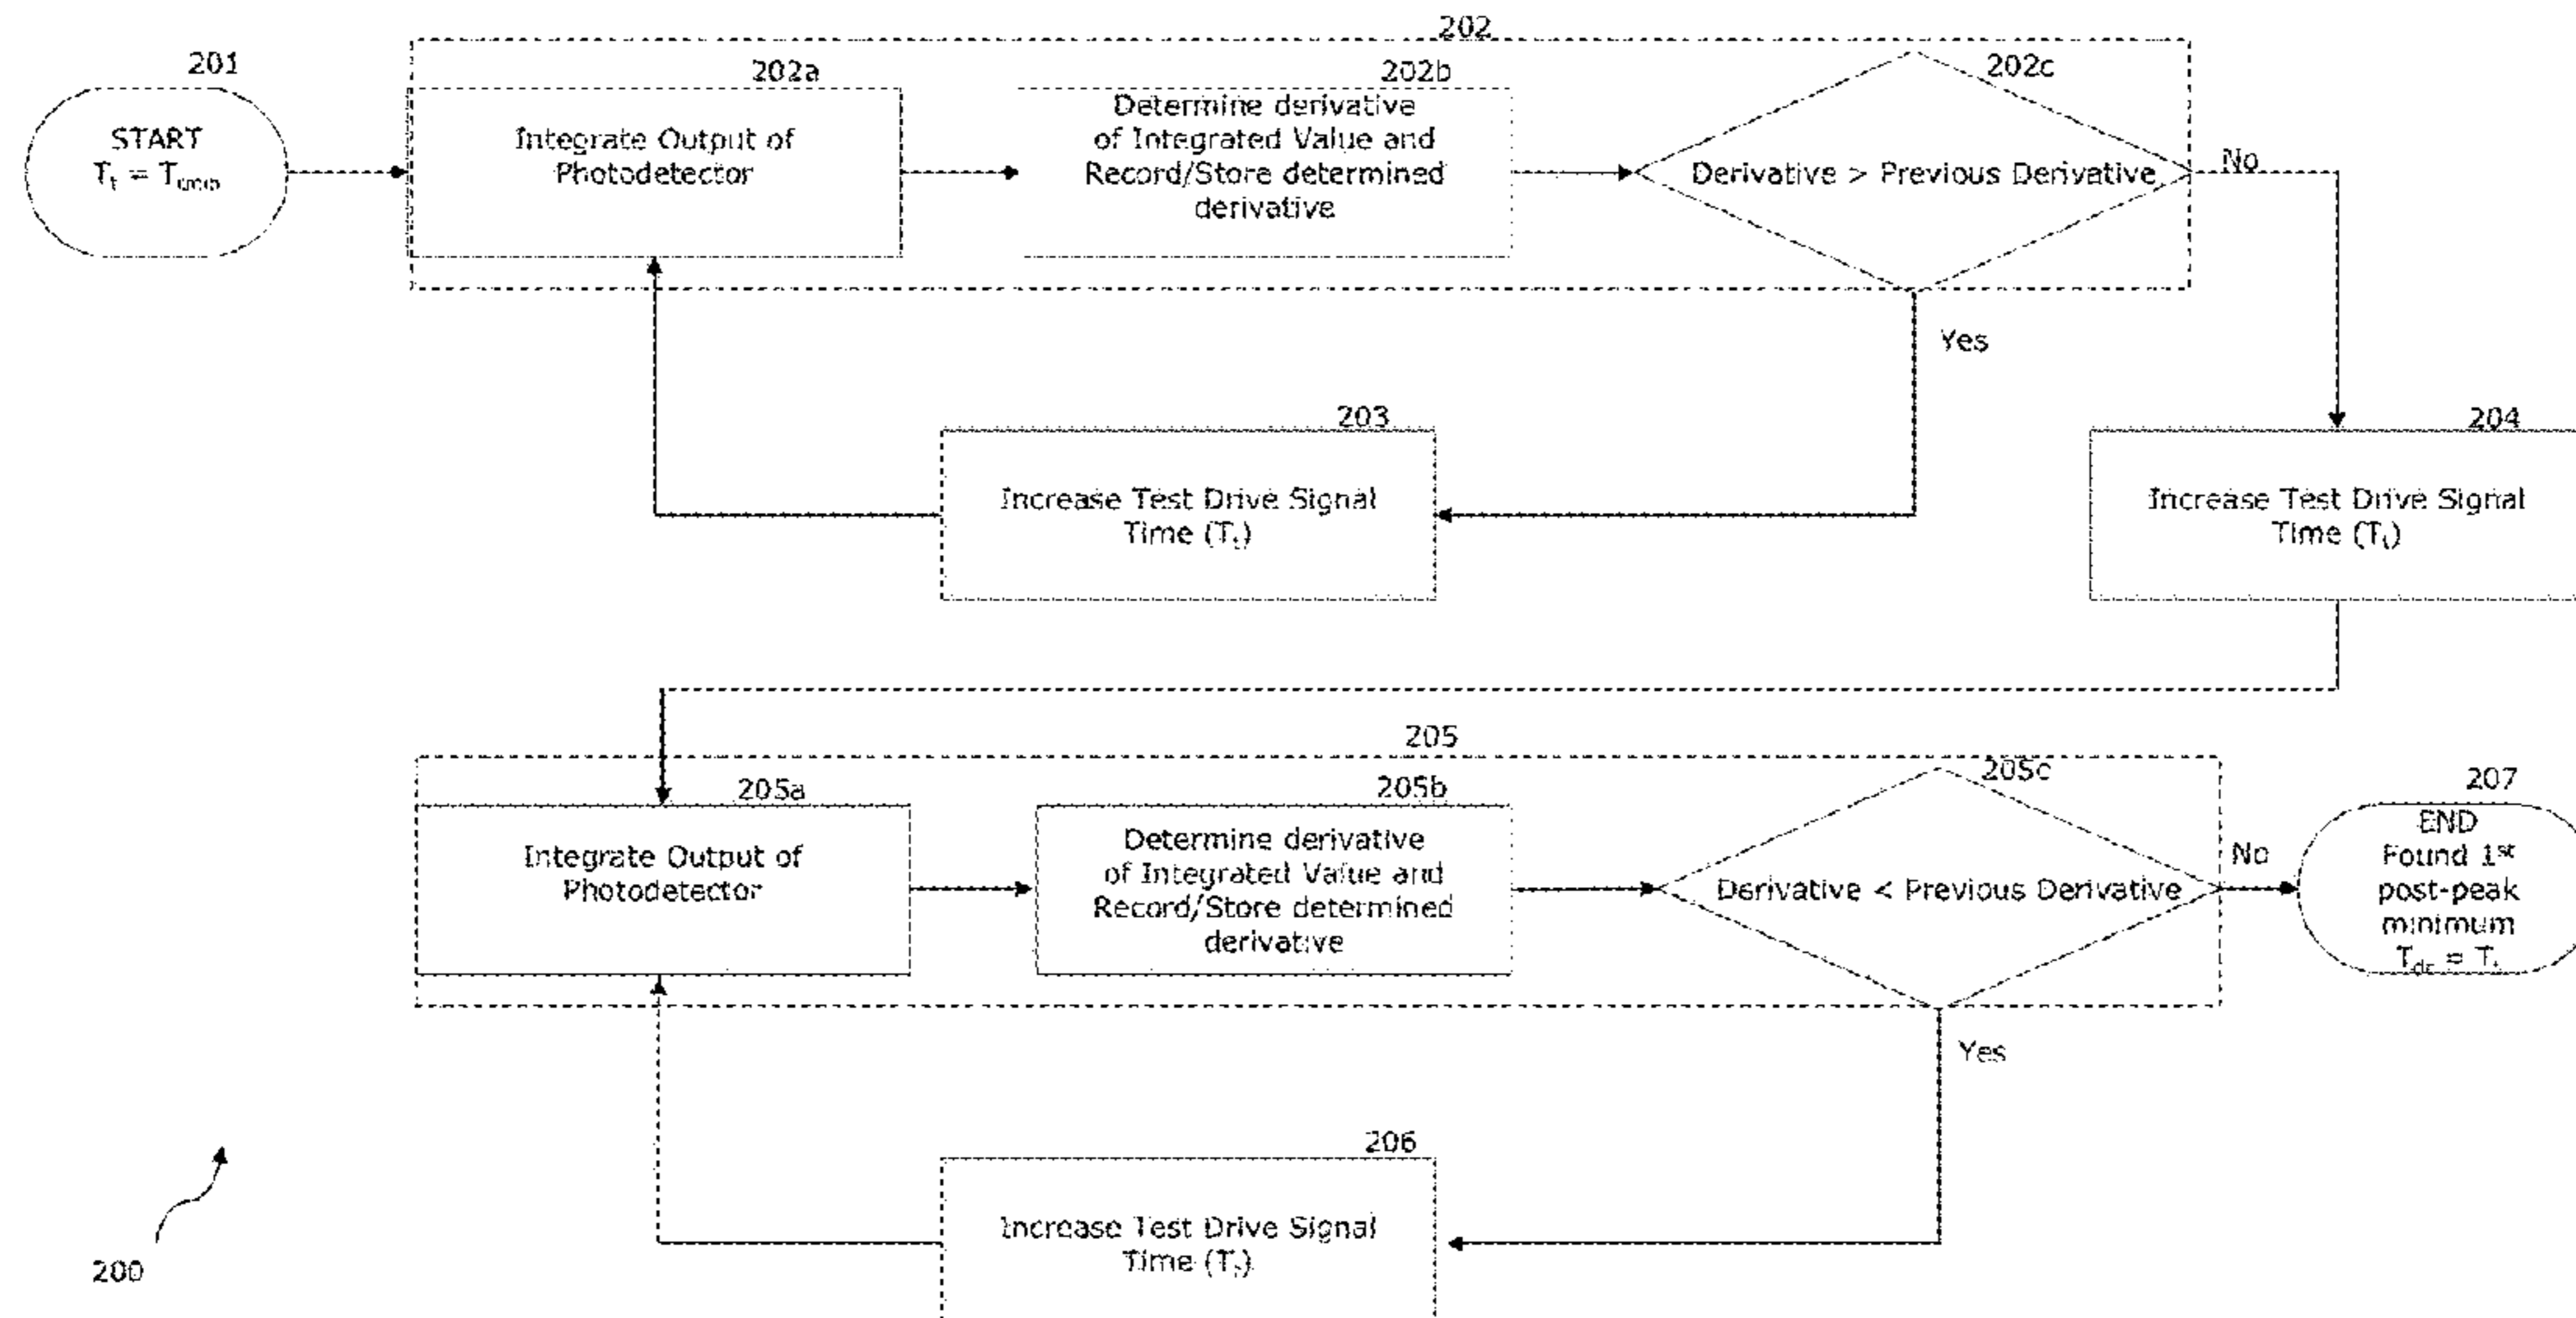 202
201
202a
202b
202c
START
Integrate Output of
Photodetector
Determine derivative
of Integrated Value and
Record/Store determined
derivative
Derivative > Previous Derivative
No
Yes
203
Increase Test Drive Signal
Time (Tₜ)
204
Increase Test Drive Signal
Time (Tₜ)
205
205a
205b
205c
207
Integrate Output of
Photodetector
Determine derivative
of Integrated Value and
Record/Store determined
derivative
Derivative < Previous Derivative
No
END
Found 1st
post-peak
minimum
Yes
206
Increase Test Drive Signal
Time (Tₜ)
200